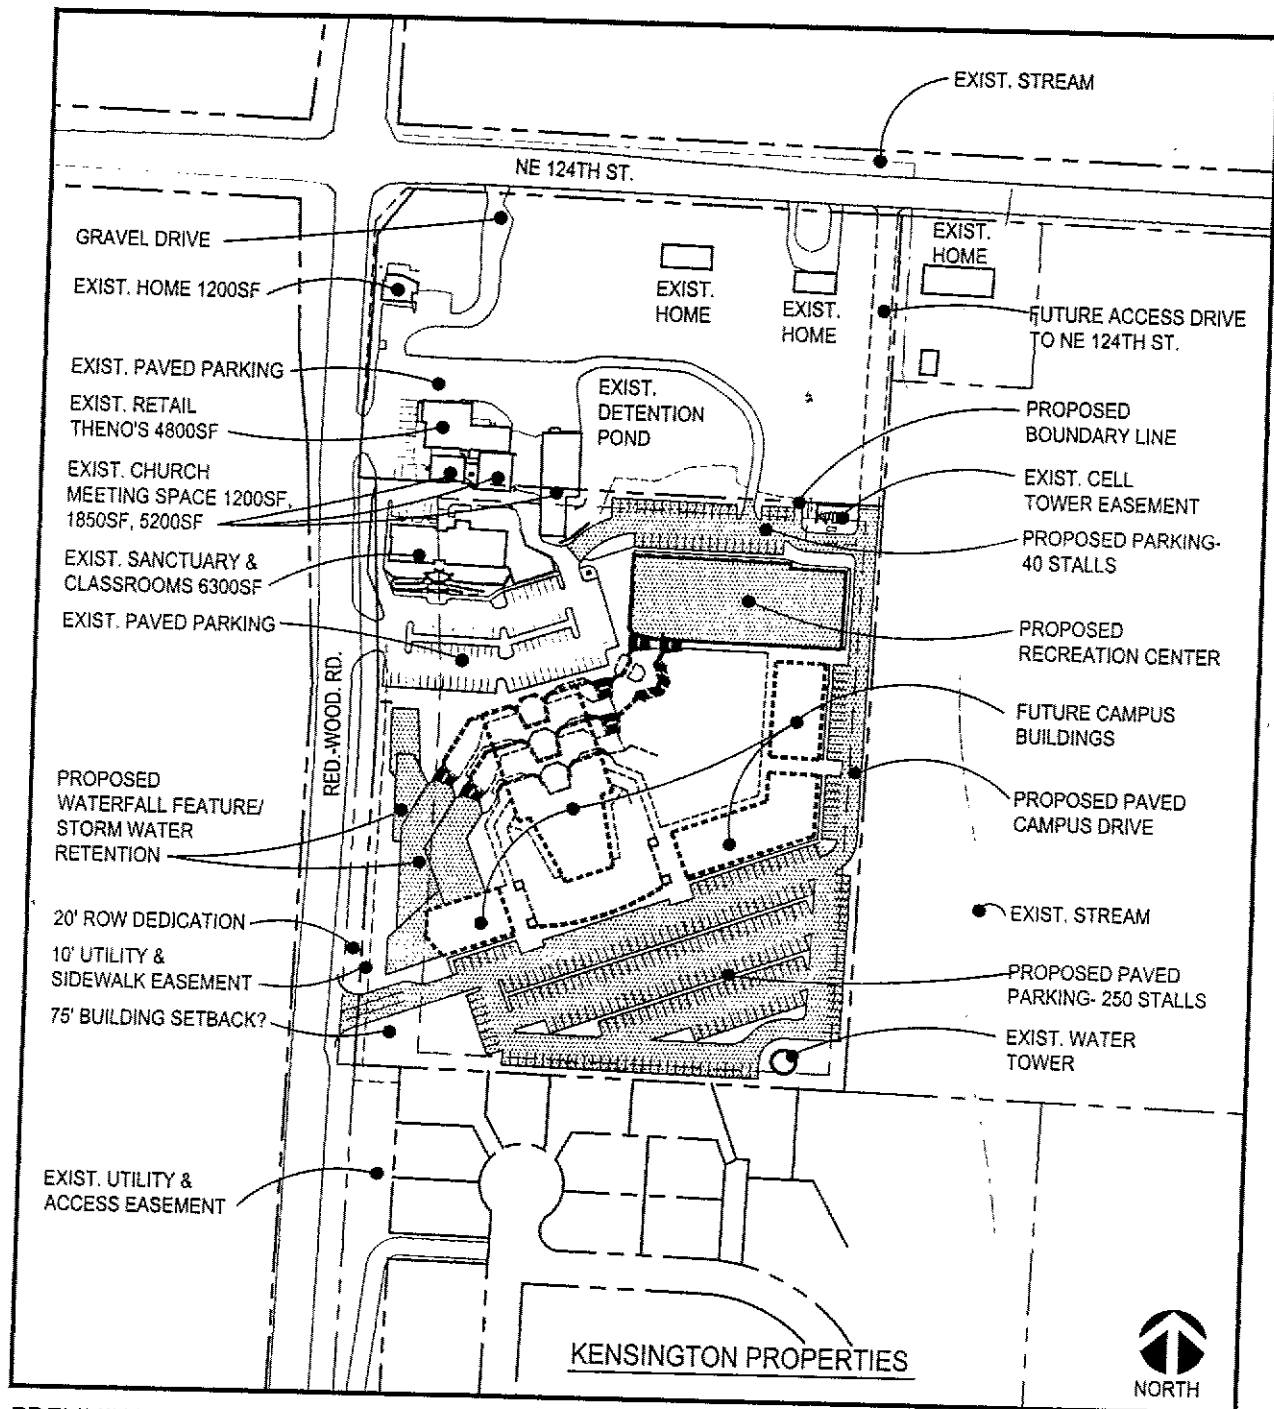 EXIST. STREAM
NE 124TH ST.
GRAVEL DRIVE
EXIST. HOME 1200SF
EXIST.
HOME
EXIST.
HOME
EXIST.
HOME
FUTURE ACCESS DRIVE
TO NE 124TH ST.
EXIST. PAVED PARKING
EXIST. RETAIL
THENO'S 4800SF
EXIST.
DETENTION
POND
PROPOSED
BOUNDARY LINE
EXIST. CHURCH
MEETING SPACE 1200SF,
1850SF, 5200SF
EXIST. CELL
TOWER EASEMENT
EXIST. SANCTUARY &
CLASSROOMS 6300SF
PROPOSED PARKING-
40 STALLS
EXIST. PAVED PARKING
PROPOSED
RECREATION CENTER
RED.-WOOD. RD.
FUTURE CAMPUS
BUILDINGS
PROPOSED
WATERFALL FEATURE/
STORM WATER
RETENTION
PROPOSED PAVED
CAMPUS DRIVE
20' ROW DEDICATION
10' UTILITY &
SIDEWALK EASEMENT
75' BUILDING SETBACK?
EXIST. STREAM
PROPOSED PAVED
PARKING- 250 STALLS
EXIST. WATER
TOWER
EXIST. UTILITY &
ACCESS EASEMENT
KENSINGTON PROPERTIES
NORTH